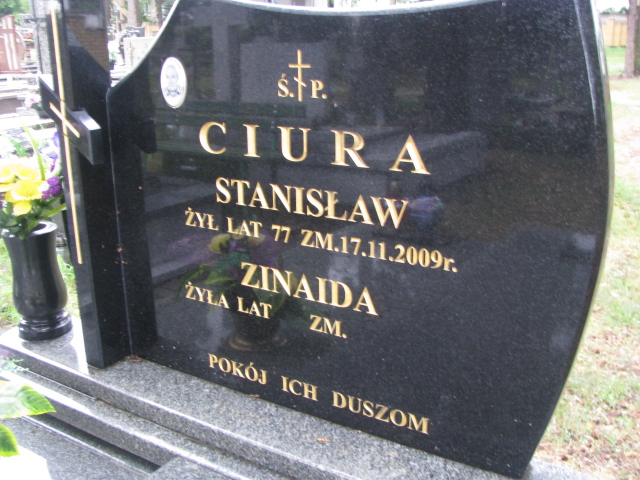 Ś. P.
CIURA
STANISŁAW
ŻYŁ LAT 77 ZM.17.11.2009r.
ZINAIDA
ŻYŁA LAT ZM.
POKÓJ ICH DUSZOM